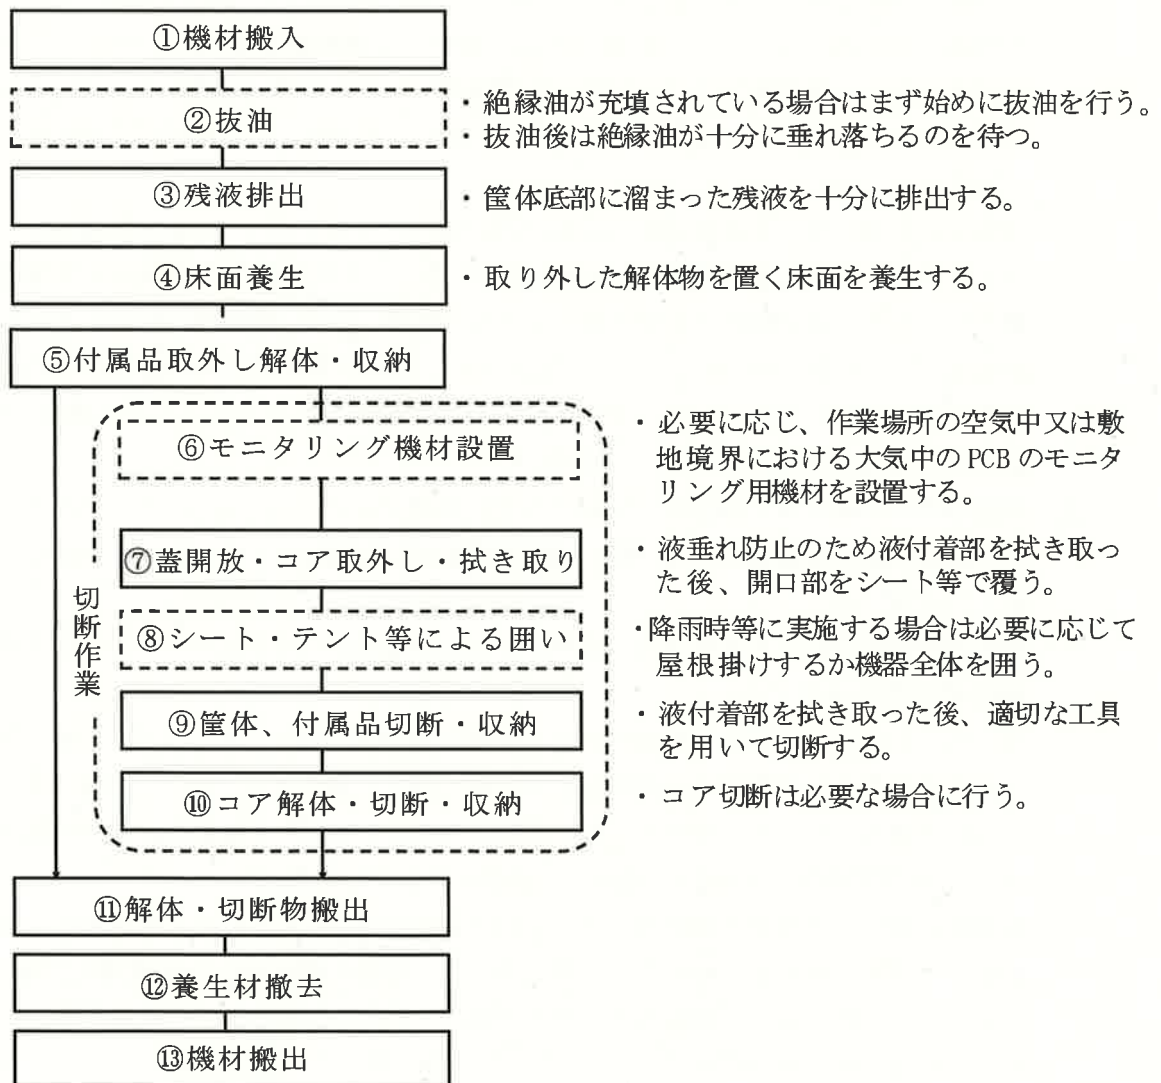 ①機材搬入
②抜油
・絶縁油が充填されている場合はまず始めに抜油を行う。
・抜油後は絶縁油が十分に垂れ落ちるのを待つ。
③残液排出
・筐体底部に溜まった残液を十分に排出する。
④床面養生
・取り外した解体物を置く床面を養生する。
⑤付属品取外し解体・収納
切断作業
⑥モニタリング機材設置
・必要に応じ、作業場所の空気中又は敷
地境界における大気中のPCBのモニタ
リング用機材を設置する。
⑦蓋開放・コア取外し・拭き取り
・液垂れ防止のため液付着部を拭き取っ
た後、開口部をシート等で覆う。
⑧シート・テント等による囲い
・降雨時等に実施する場合は必要に応じて
屋根掛けするか機器全体を囲う。
⑨筐体、付属品切断・収納
・液付着部を拭き取った後、適切な工具
を用いて切断する。
⑩コア解体・切断・収納
・コア切断は必要な場合に行う。
⑪解体・切断物搬出
⑫養生材撤去
⑬機材搬出